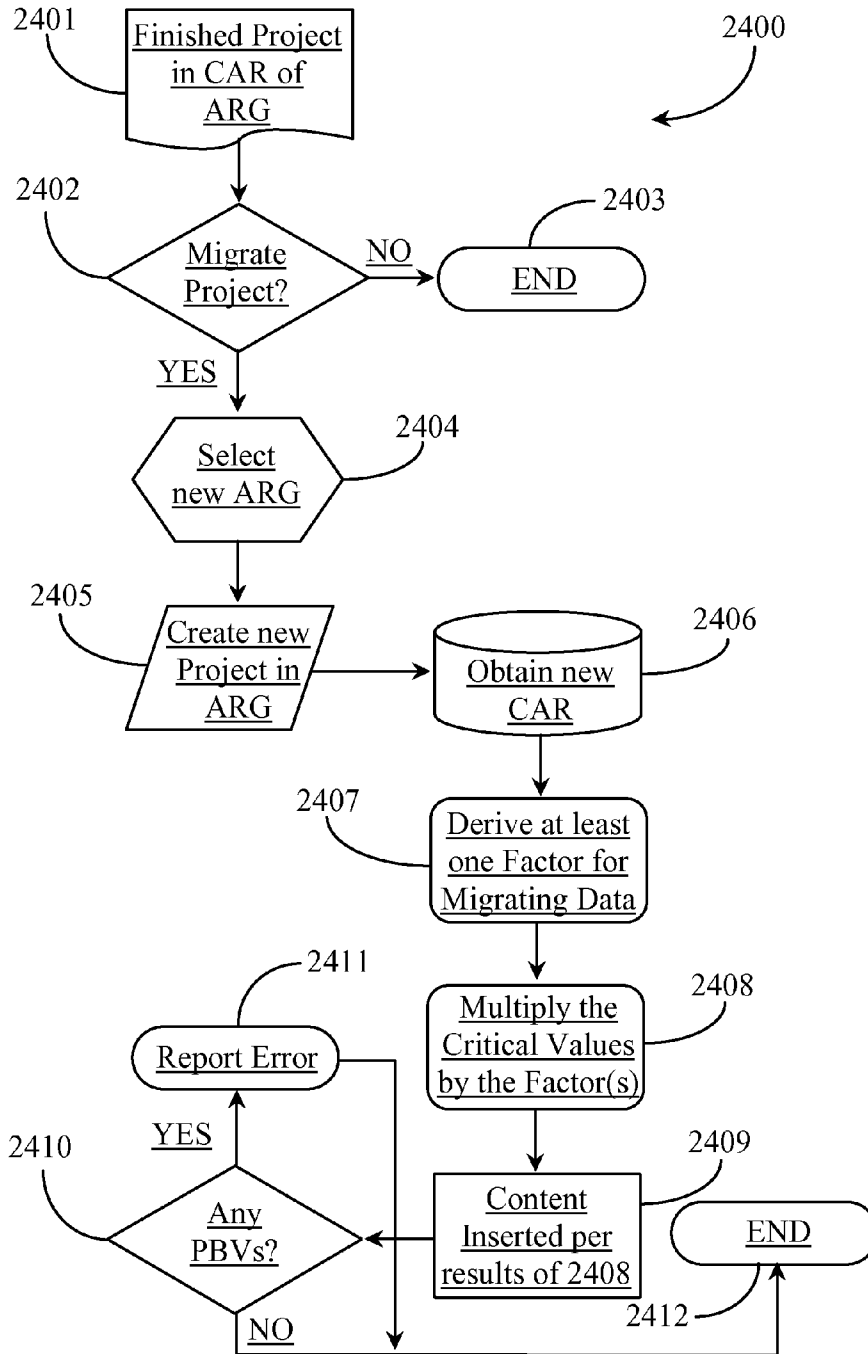 2401
Finished Project
in CAR of
ARG
2400
2402
Migrate
Project?
NO
2403
END
YES
2404
Select
new ARG
2405
Create new
Project in
ARG
2406
Obtain new
CAR
2407
Derive at least
one Factor for
Migrating Data
2408
Multiply the
Critical Values
by the Factor(s)
2409
Content
Inserted per
results of 2408
2410
Any
PBVs?
YES
2411
Report Error
NO
END
2412